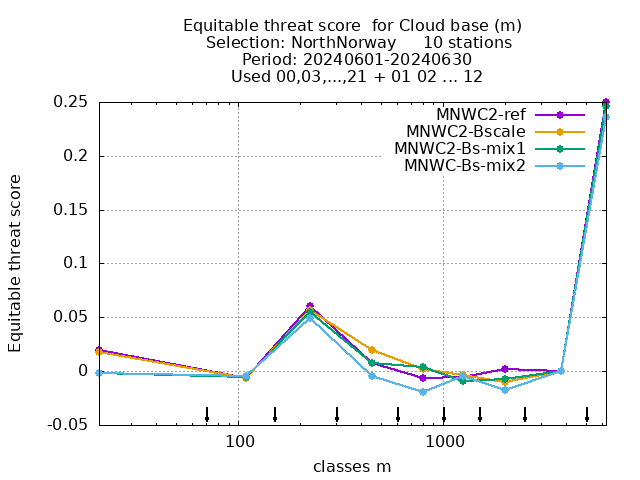 Equitable threat score  for Cloud base (m)
Selection: NorthNorway     10 stations
Period: 20240601-20240630
Used 00,03,...,21 + 01 02 ... 12
MNWC2-ref
MNWC2-Bscale
MNWC2-Bs-mix1
MNWC-Bs-mix2
0.25
0.2
0.15
0.1
0.05
0
-0.05
Equitable threat score
100
1000
classes m